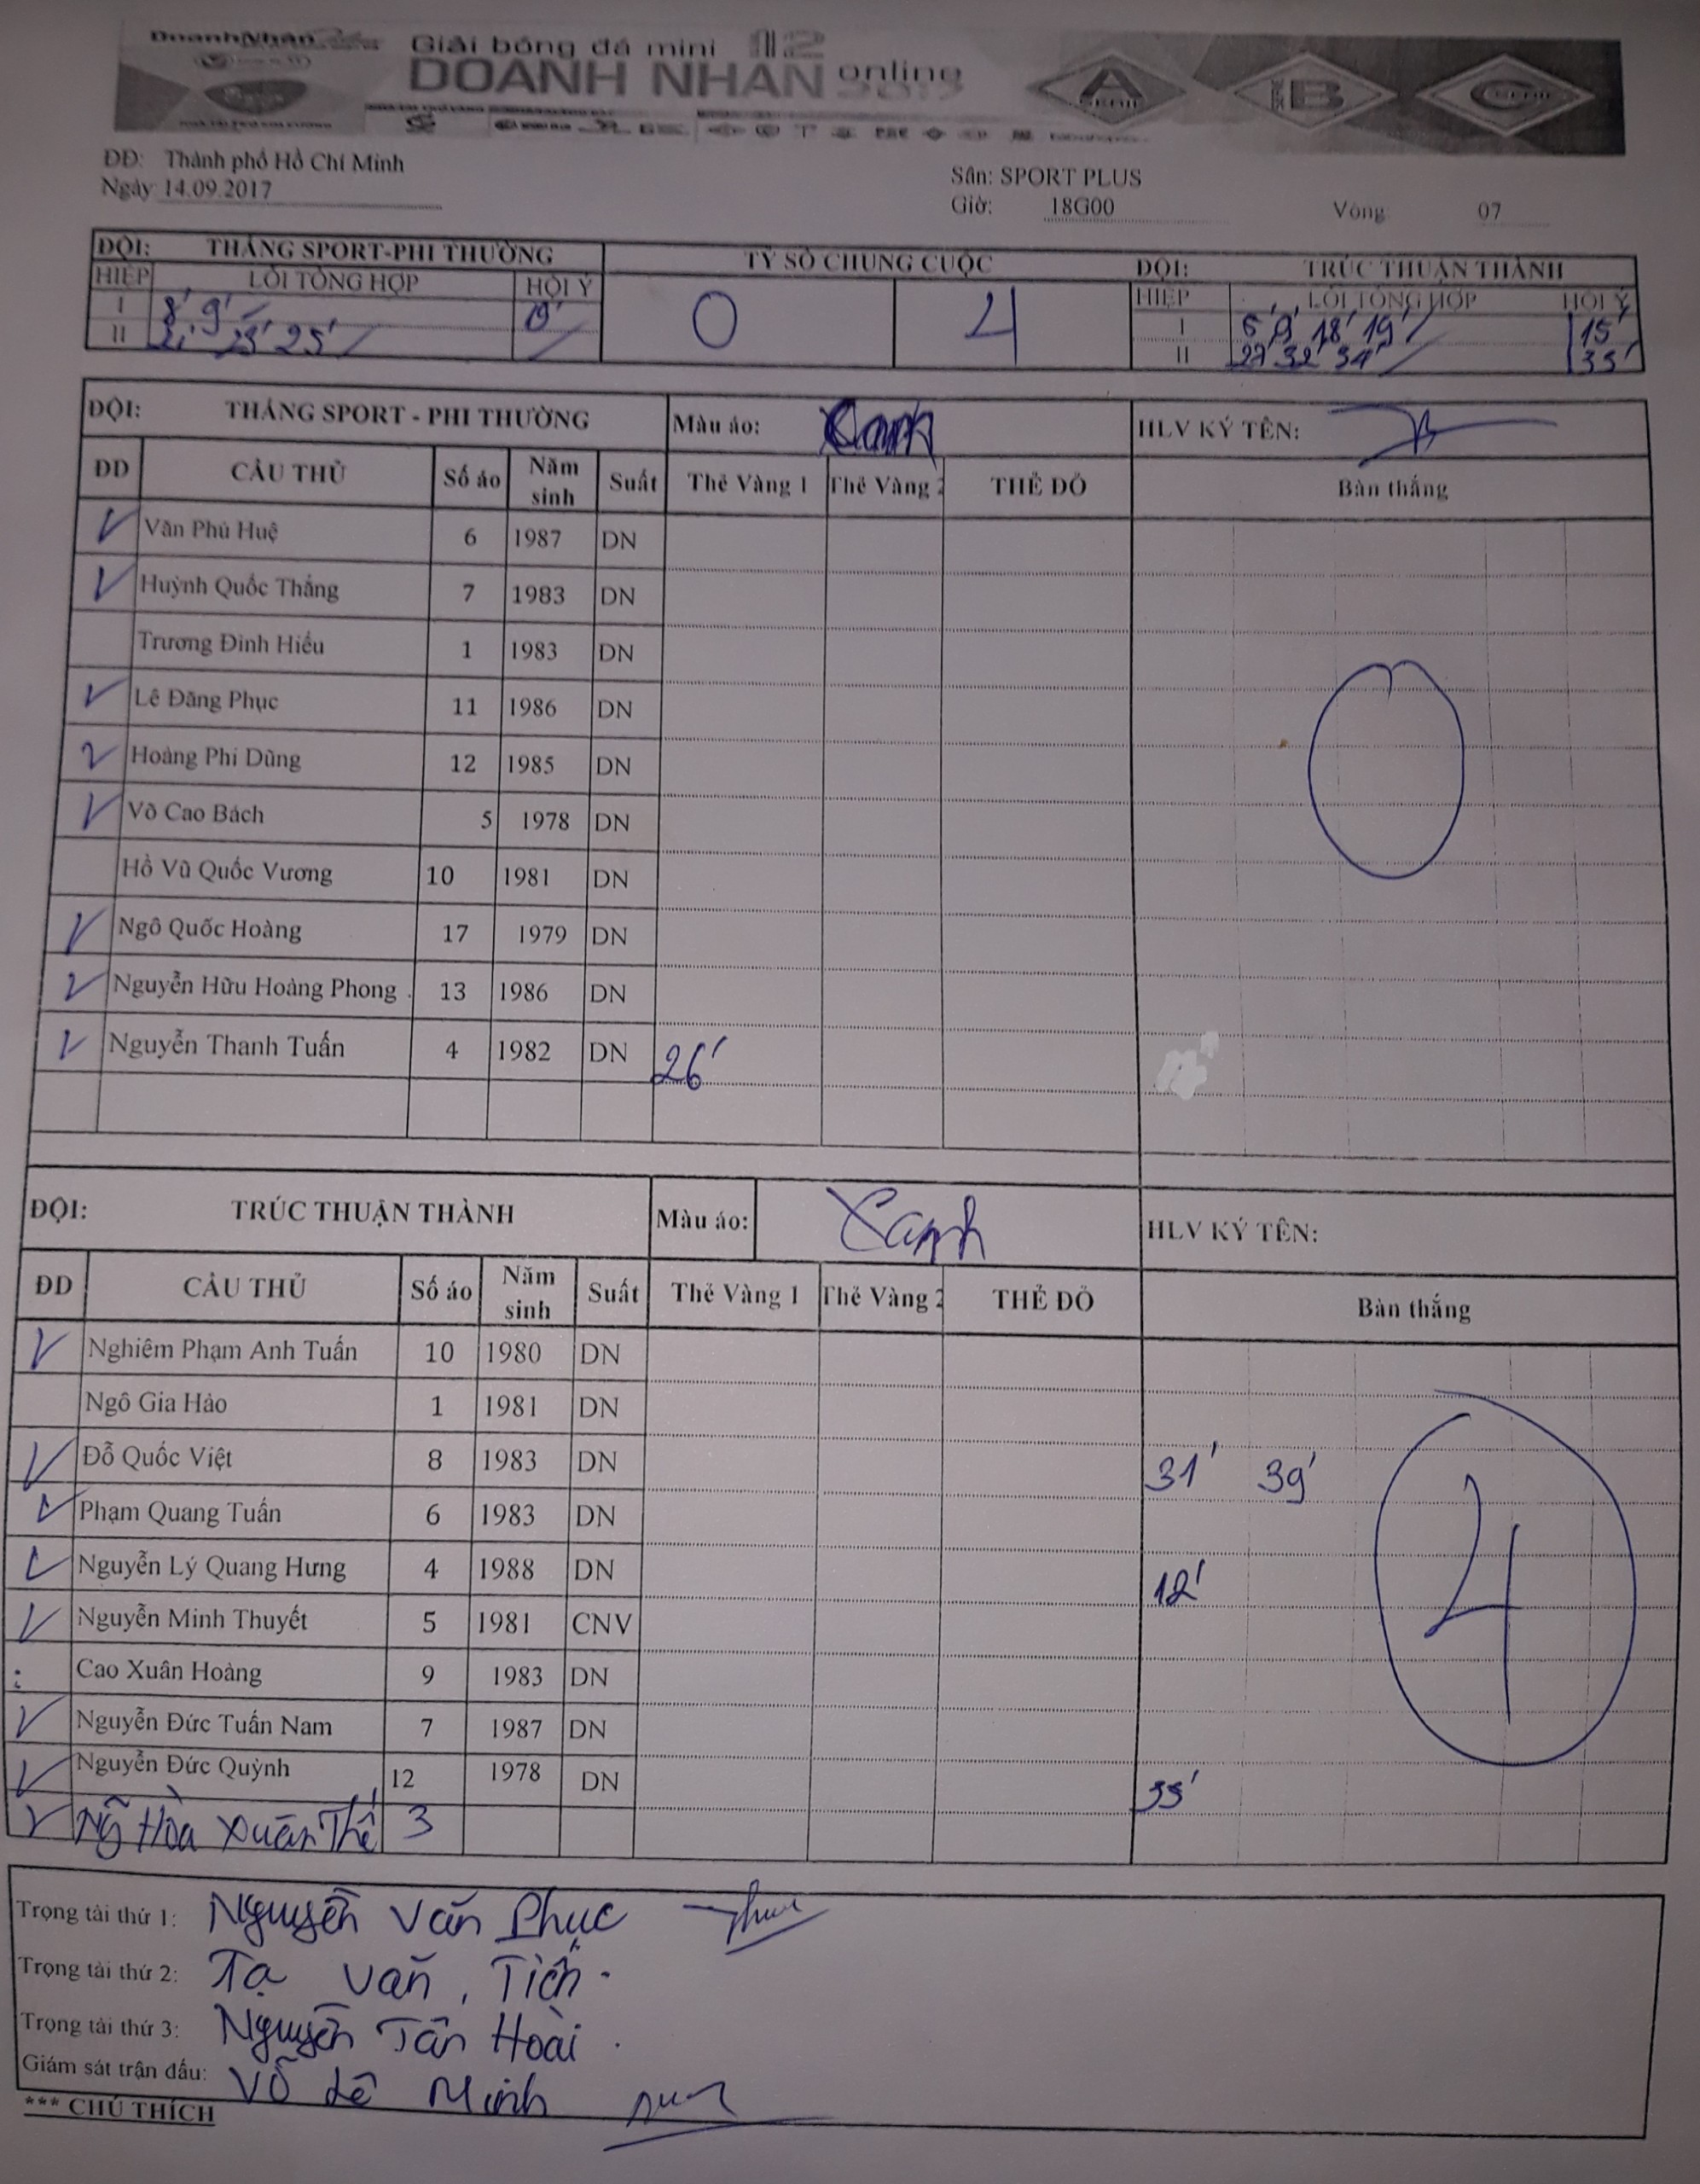 DoanhNhân
Giải bóng đá mini 12
DOANH NHÂN online
A SERIE B C SERIE
ĐĐ: Thành phố Hồ Chí Minh
Ngày 14.09.2017
Sân: SPORT PLUS
Giờ: 18G00 Vòng 07
ĐỘI: THẮNG SPORT-PHI THƯỜNG TỶ SỐ CHUNG CUỘC ĐỘI: TRÚC THUẬN THÀNH
HIỆP LỖI TỔNG HỢP HỘI Ý 0 4 HIỆP LỖI TỔNG HỢP HỘI Ý
I 8' 9' I 18' 19' 15'
II 25' II 27 32' 34' 35'
ĐỘI: THẮNG SPORT - PHI THƯỜNG Màu áo: HLV KÝ TÊN:
ĐD CẦU THỦ Số áo Năm sinh Suất Thẻ Vàng 1 Thẻ Vàng 2 THẺ ĐỎ Bàn thắng
Văn Phú Huệ 6 1987 DN
Huỳnh Quốc Thắng 7 1983 DN
Trương Đình Hiếu 1 1983 DN
Lê Đăng Phục 11 1986 DN
Hoàng Phi Dũng 12 1985 DN
Võ Cao Bách 5 1978 DN
Hồ Vũ Quốc Vương 10 1981 DN
Ngô Quốc Hoàng 17 1979 DN
Nguyễn Hữu Hoàng Phong 13 1986 DN
Nguyễn Thanh Tuấn 4 1982 DN 26'
0
ĐỘI: TRÚC THUẬN THÀNH Màu áo: Xanh HLV KÝ TÊN:
ĐD CẦU THỦ Số áo Năm sinh Suất Thẻ Vàng 1 Thẻ Vàng 2 THẺ ĐỎ Bàn thắng
Nghiêm Phạm Anh Tuấn 10 1980 DN
Ngô Gia Hảo 1 1981 DN
Đỗ Quốc Việt 8 1983 DN 31' 39'
Phạm Quang Tuấn 6 1983 DN
Nguyễn Lý Quang Hưng 4 1988 DN 12'
Nguyễn Minh Thuyết 5 1981 CNV
Cao Xuân Hoàng 9 1983 DN
Nguyễn Đức Tuấn Nam 7 1987 DN
Nguyễn Đức Quỳnh 12 1978 DN 35'
Ng~ Hòa Xuân Thế 3
4
Trọng tài thứ 1: Nguyễn Văn Phục
Trọng tài thứ 2: Tạ Văn Tiến
Trọng tài thứ 3: Nguyễn Tấn Hoài
Giám sát trận đấu: Võ Lê Minh
*** CHÚ THÍCH